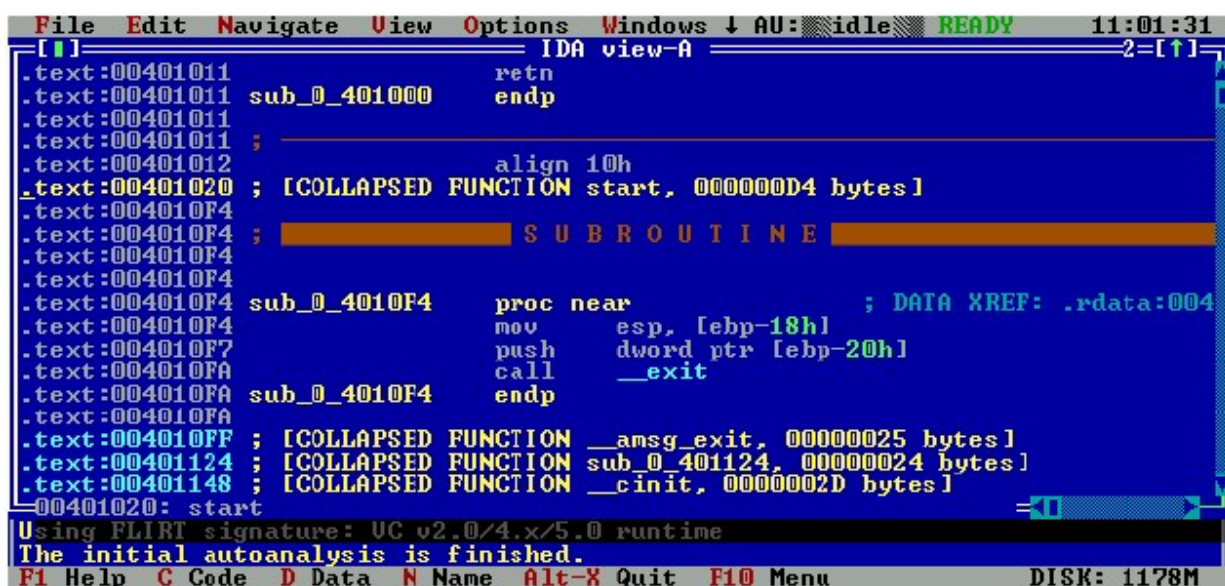 File Edit Navigate View Options Windows ↓ AU: idle READY 11:01:31
[▮] IDA view-A 2=[↑]
.text:00401011 retn
.text:00401011 sub_0_401000 endp
.text:00401011
.text:00401011 ;
.text:00401012 align 10h
.text:00401020 ; [COLLAPSED FUNCTION start, 000000D4 bytes]
.text:004010F4
.text:004010F4 ; S U B R O U T I N E
.text:004010F4
.text:004010F4
.text:004010F4 sub_0_4010F4 proc near ; DATA XREF: .rdata:004
.text:004010F4 mov esp, [ebp-18h]
.text:004010F7 push dword ptr [ebp-20h]
.text:004010FA call __exit
.text:004010FA sub_0_4010F4 endp
.text:004010FA
.text:004010FF ; [COLLAPSED FUNCTION __amsg_exit, 00000025 bytes]
.text:00401124 ; [COLLAPSED FUNCTION sub_0_401124, 00000024 bytes]
.text:00401148 ; [COLLAPSED FUNCTION __cinit, 0000002D bytes]
00401020: start
Using FLIRT signature: VC v2.0/4.x/5.0 runtime
The initial autoanalysis is finished.
F1 Help C Code D Data N Name Alt-X Quit F10 Menu DISK: 1178M